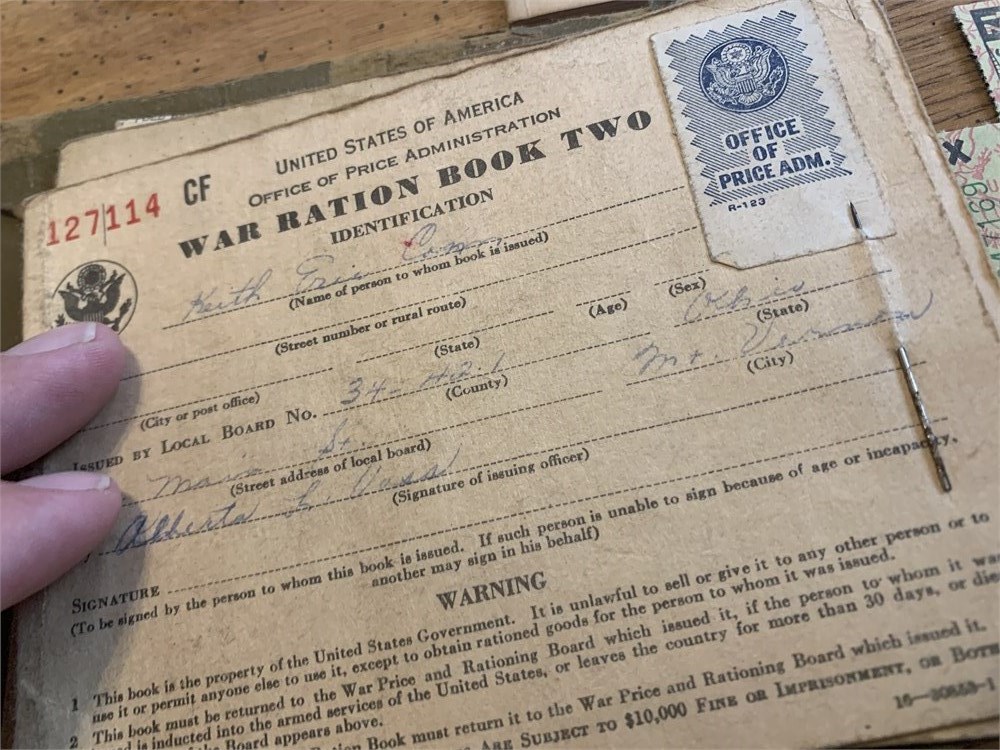 UNITED STATES OF AMERICA
OFFICE OF PRICE ADMINISTRATION
127114 CF
WAR RATION BOOK TWO
IDENTIFICATION
OFFICE
OF
PRICE ADM.
R-123
Keith Eric
(Name of person to whom book is issued)
(Street number or rural route) (Age) (Sex)
Ohio
(City or post office) (State) (County) (State)
ISSUED BY LOCAL BOARD No. 34-42.1 Mt. Vernon
(City)
Main St.
(Street address of local board)
Alberta L.
(Signature of issuing officer)
SIGNATURE
(To be signed by the person to whom this book is issued. If such person is unable to sign because of age or incapacity,
another may sign in his behalf)
WARNING
1 This book is the property of the United States Government. It is unlawful to sell or give it to any other person or to
use it or permit anyone else to use it, except to obtain rationed goods for the person to whom it was issued.
2 This book must be returned to the War Price and Rationing Board which issued it, if the person to whom it was
is inducted into the armed services of the United States, or leaves the country for more than 30 days, or
of the Board appears above.
Ration Book must return it to the War Price and Rationing Board which issued it.
ARE SUBJECT TO $10,000 FINE OR IMPRISONMENT, OR BOTH